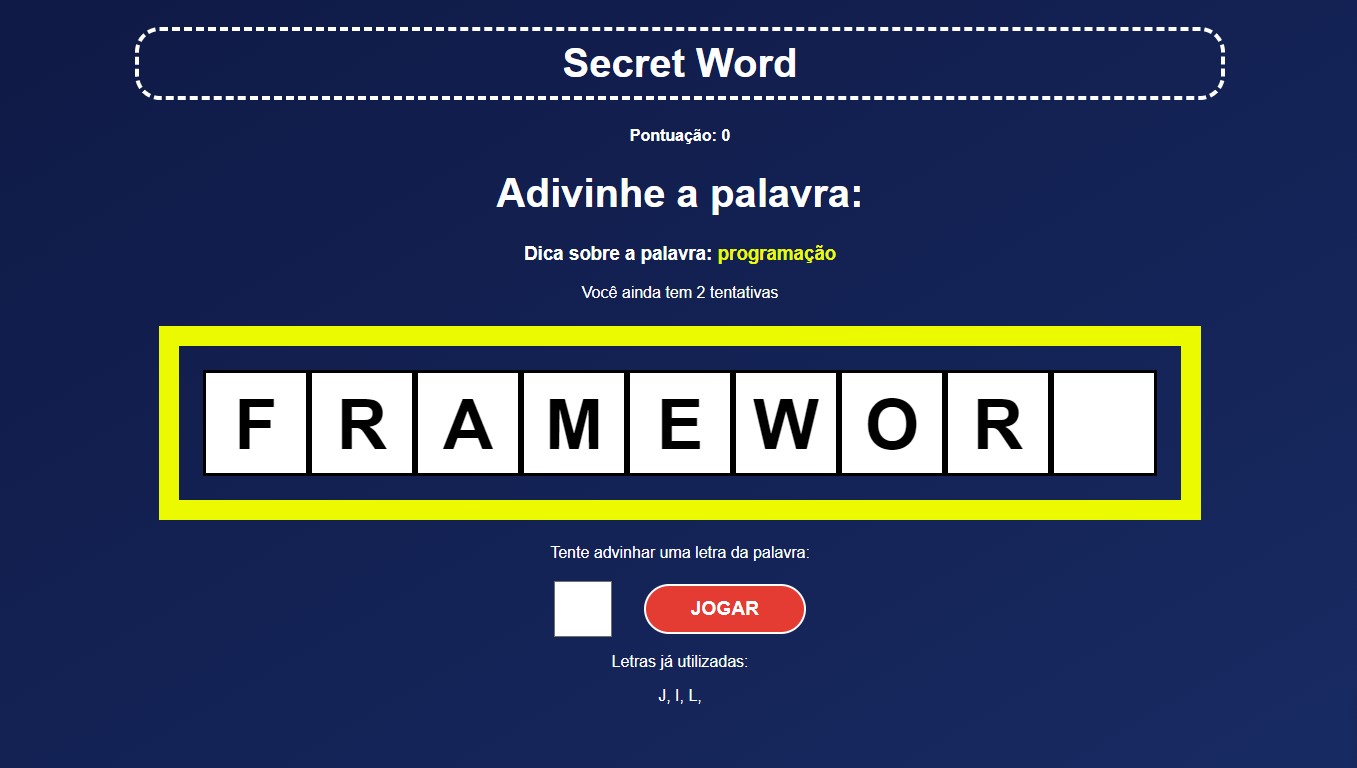 Secret Word
Pontuação: 0
Adivinhe a palavra:
Dica sobre a palavra: programação
Você ainda tem 2 tentativas
F R A M E W O R
Tente advinhar uma letra da palavra:
JOGAR
Letras já utilizadas:
J, I, L,